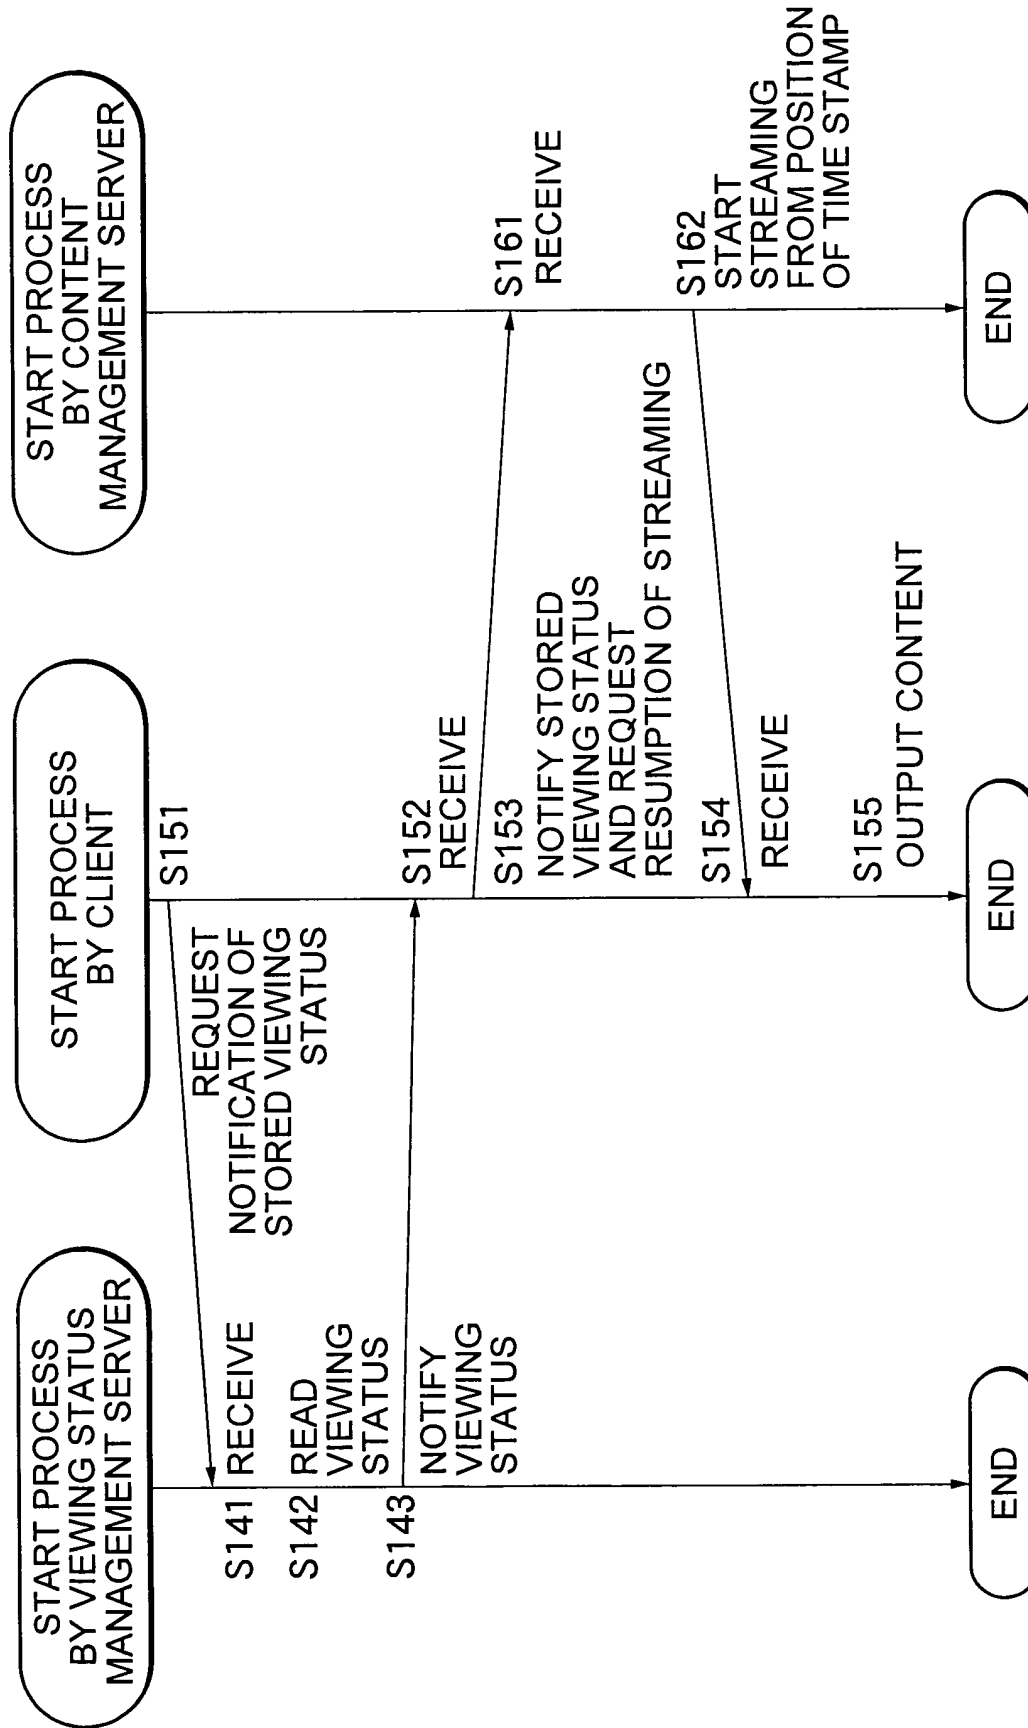 START PROCESS
BY VIEWING STATUS
MANAGEMENT SERVER
START PROCESS
BY CLIENT
START PROCESS
BY CONTENT
MANAGEMENT SERVER
S151
REQUEST
NOTIFICATION OF
STORED VIEWING
STATUS
S141 RECEIVE
S142 READ
VIEWING
STATUS
S143
NOTIFY
VIEWING
STATUS
S152
RECEIVE
S153
NOTIFY STORED
VIEWING STATUS
AND REQUEST
RESUMPTION OF STREAMING
S161
RECEIVE
S162
START
STREAMING
FROM POSITION
OF TIME STAMP
S154
RECEIVE
S155
OUTPUT CONTENT
END
END
END